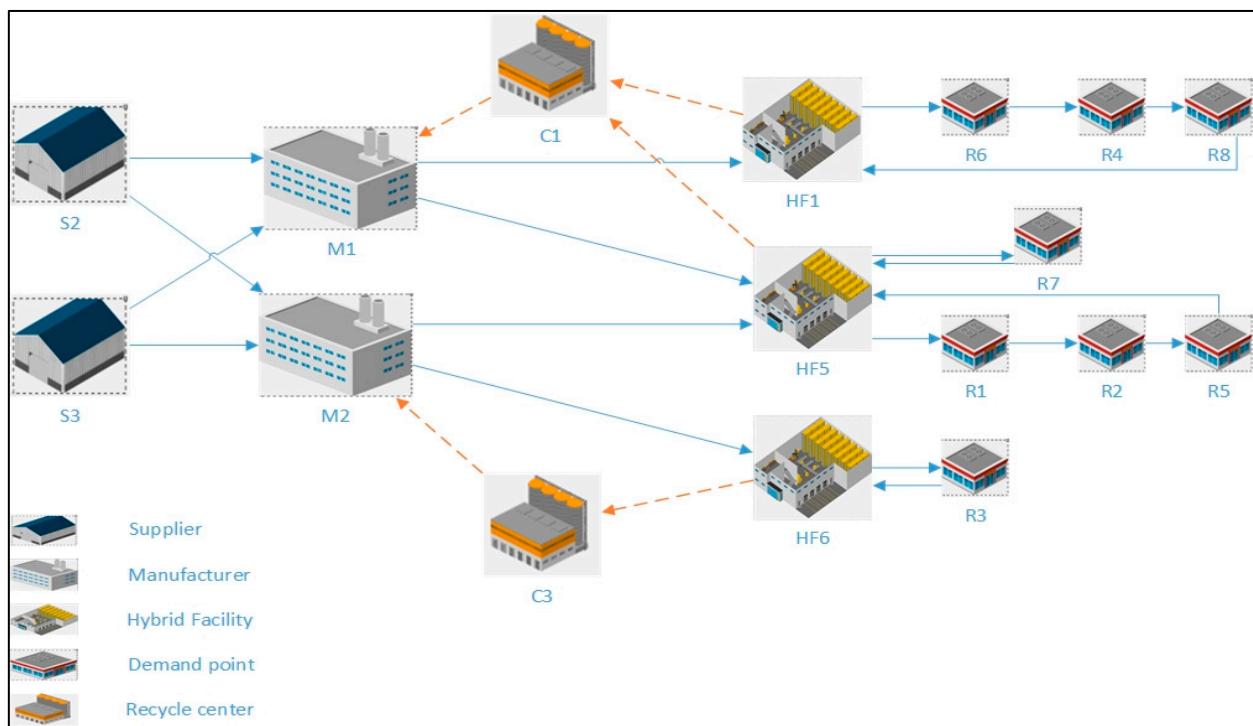 C1
R6
R4
R8
HF1
S2
M1
R7
HF5
R1
R2
R5
S3
M2
HF6
R3
C3
Supplier
Manufacturer
Hybrid Facility
Demand point
Recycle center